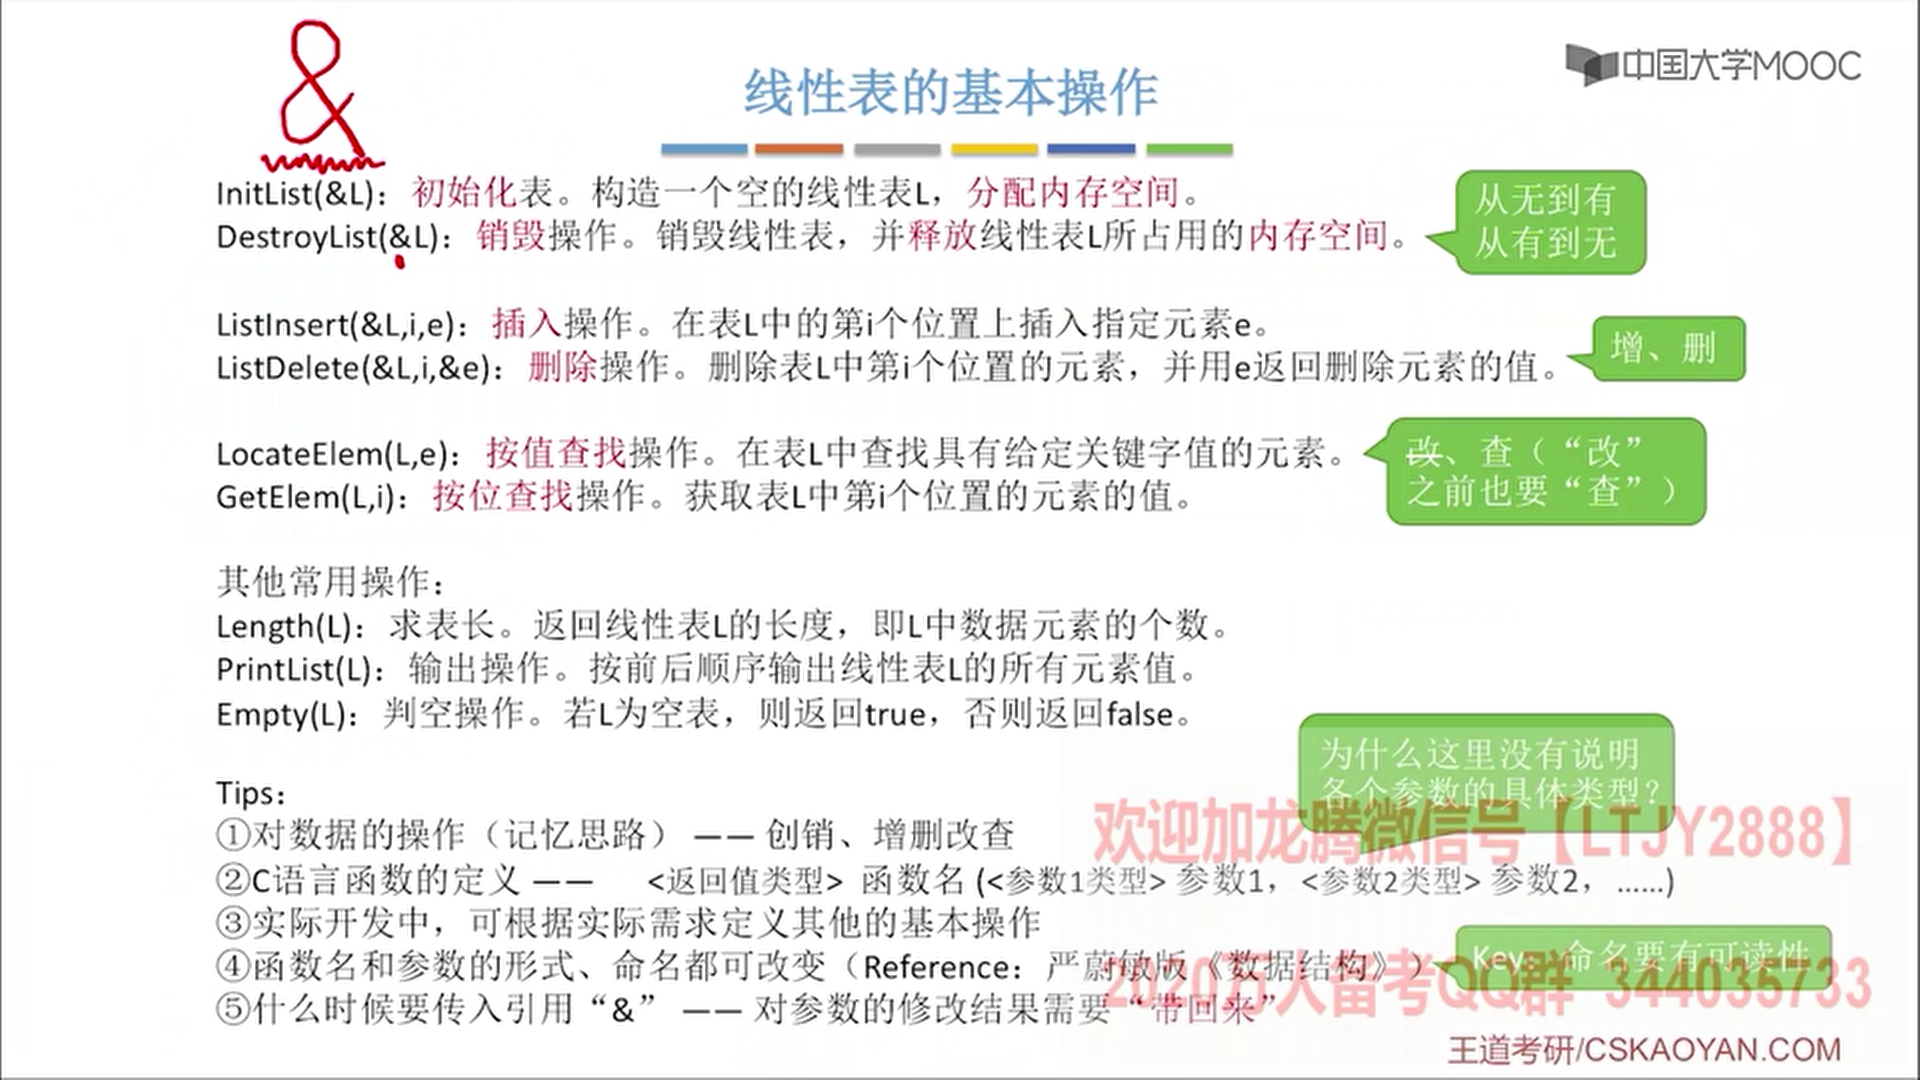 &
中国大学MOOC
线性表的基本操作
InitList(&L)：初始化表。构造一个空的线性表L，分配内存空间。
DestroyList(&L)：销毁操作。销毁线性表，并释放线性表L所占用的内存空间。
从无到有
从有到无
ListInsert(&L,i,e)：插入操作。在表L中的第i个位置上插入指定元素e。
ListDelete(&L,i,&e)：删除操作。删除表L中第i个位置的元素，并用e返回删除元素的值。
增、删
LocateElem(L,e)：按值查找操作。在表L中查找具有给定关键字值的元素。
GetElem(L,i)：按位查找操作。获取表L中第i个位置的元素的值。
改、查（“改”
之前也要“查”）
其他常用操作：
Length(L)：求表长。返回线性表L的长度，即L中数据元素的个数。
PrintList(L)：输出操作。按前后顺序输出线性表L的所有元素值。
Empty(L)：判空操作。若L为空表，则返回true，否则返回false。
为什么这里没有说明
各个参数的具体类型？
Tips：
①对数据的操作（记忆思路） —— 创销、增删改查
欢迎加龙腾微信号【LTJY2888】
②C语言函数的定义 —— <返回值类型> 函数名 (<参数1类型> 参数1，<参数2类型> 参数2，……)
③实际开发中，可根据实际需求定义其他的基本操作
④函数名和参数的形式、命名都可改变（Reference：严蔚敏版《数据结构》）
Key：命名要有可读性
2020万人留考QQ群 344035733
⑤什么时候要传入引用“&” —— 对参数的修改结果需要“带回来”
王道考研/CSKAOYAN.COM